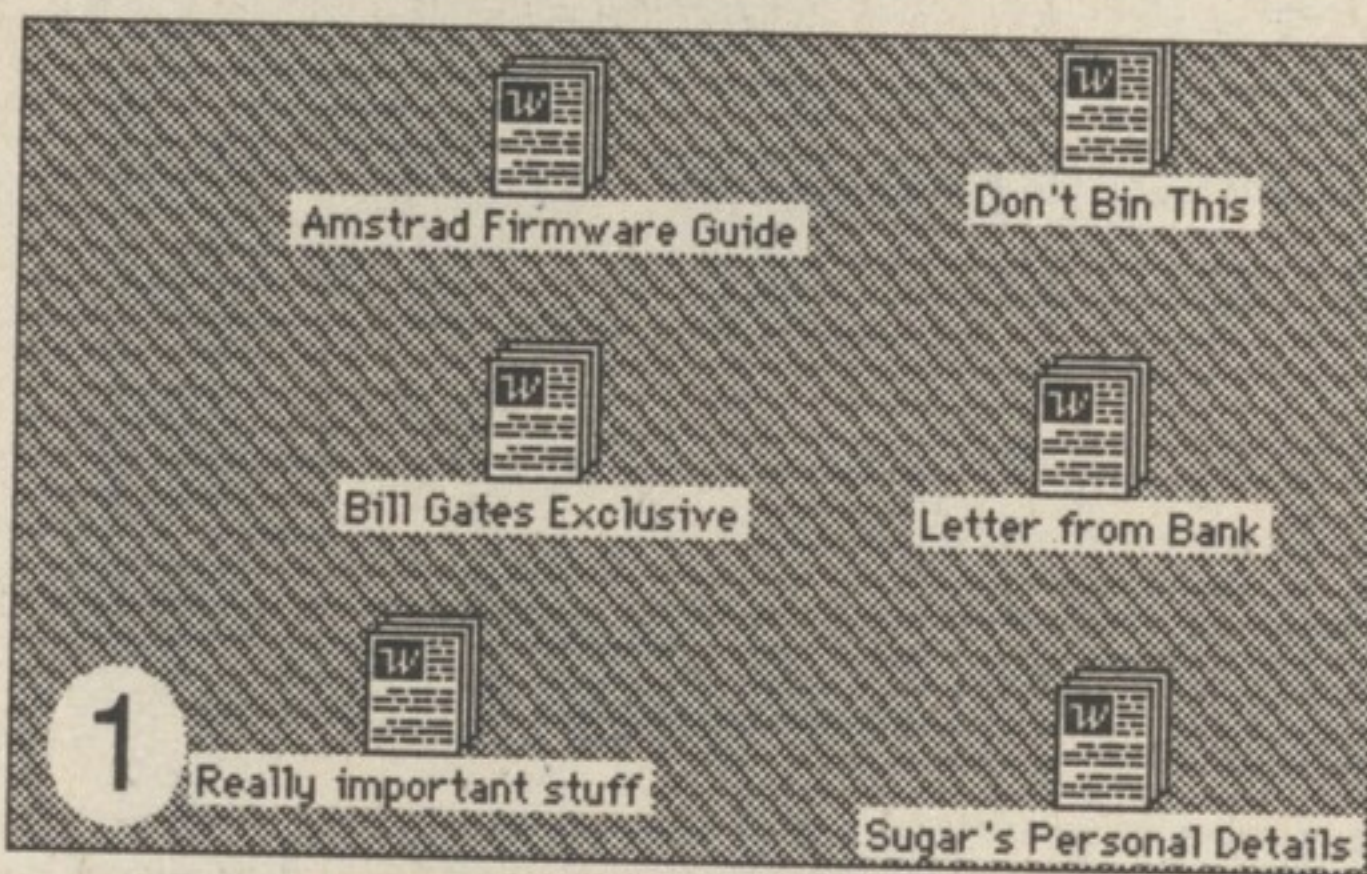 Amstrad Firmware Guide
Don't Bin This
Bill Gates Exclusive
Letter from Bank
Really important stuff
Sugar's Personal Details
1